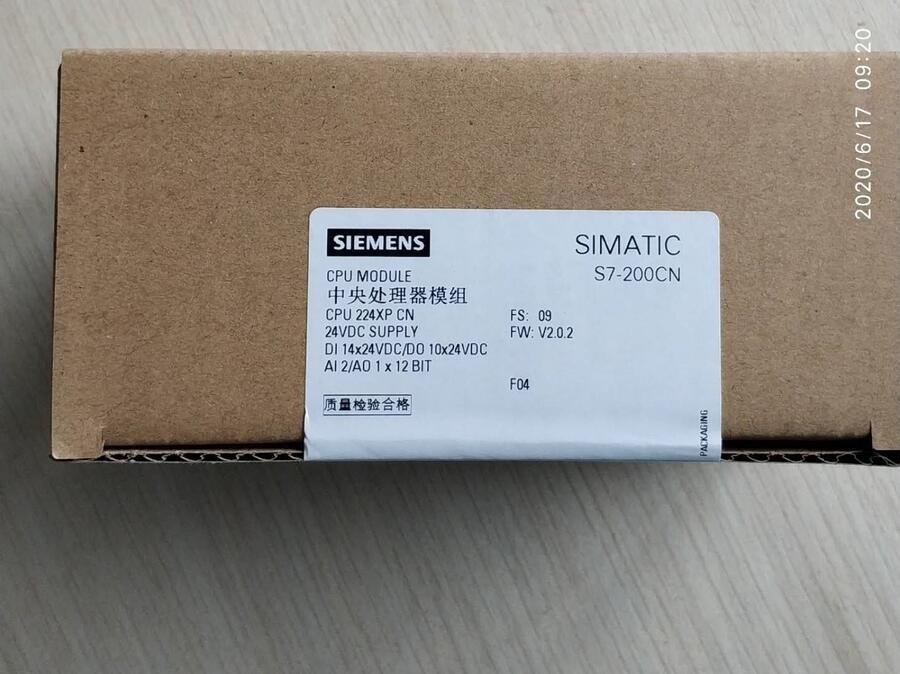 2020/6/17 09:20
SIEMENS
SIMATIC
S7-200CN
CPU MODULE
中央处理器模组
CPU 224XP CN
24VDC SUPPLY
DI 14x24VDC/DO 10x24VDC
AI 2/AO 1 x 12 BIT
FS: 09
FW: V2.0.2
F04
质量检验合格
PACKAGING